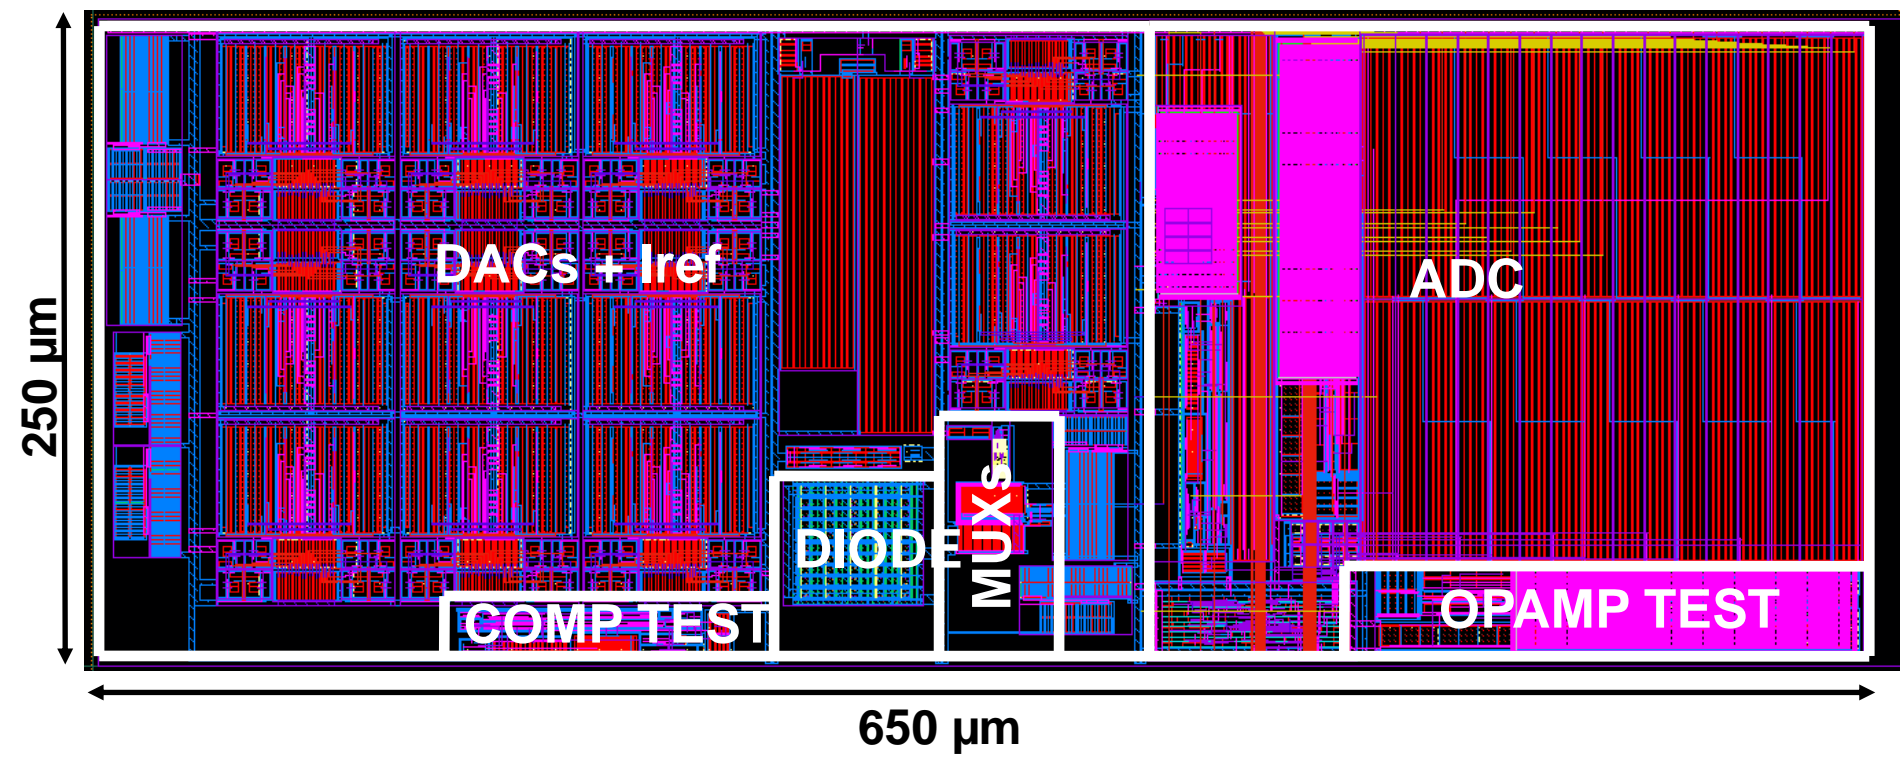 DACs + Iref
ADC
250 µm
MUXs
DIODE
COMP TEST
OPAMP TEST
650 µm